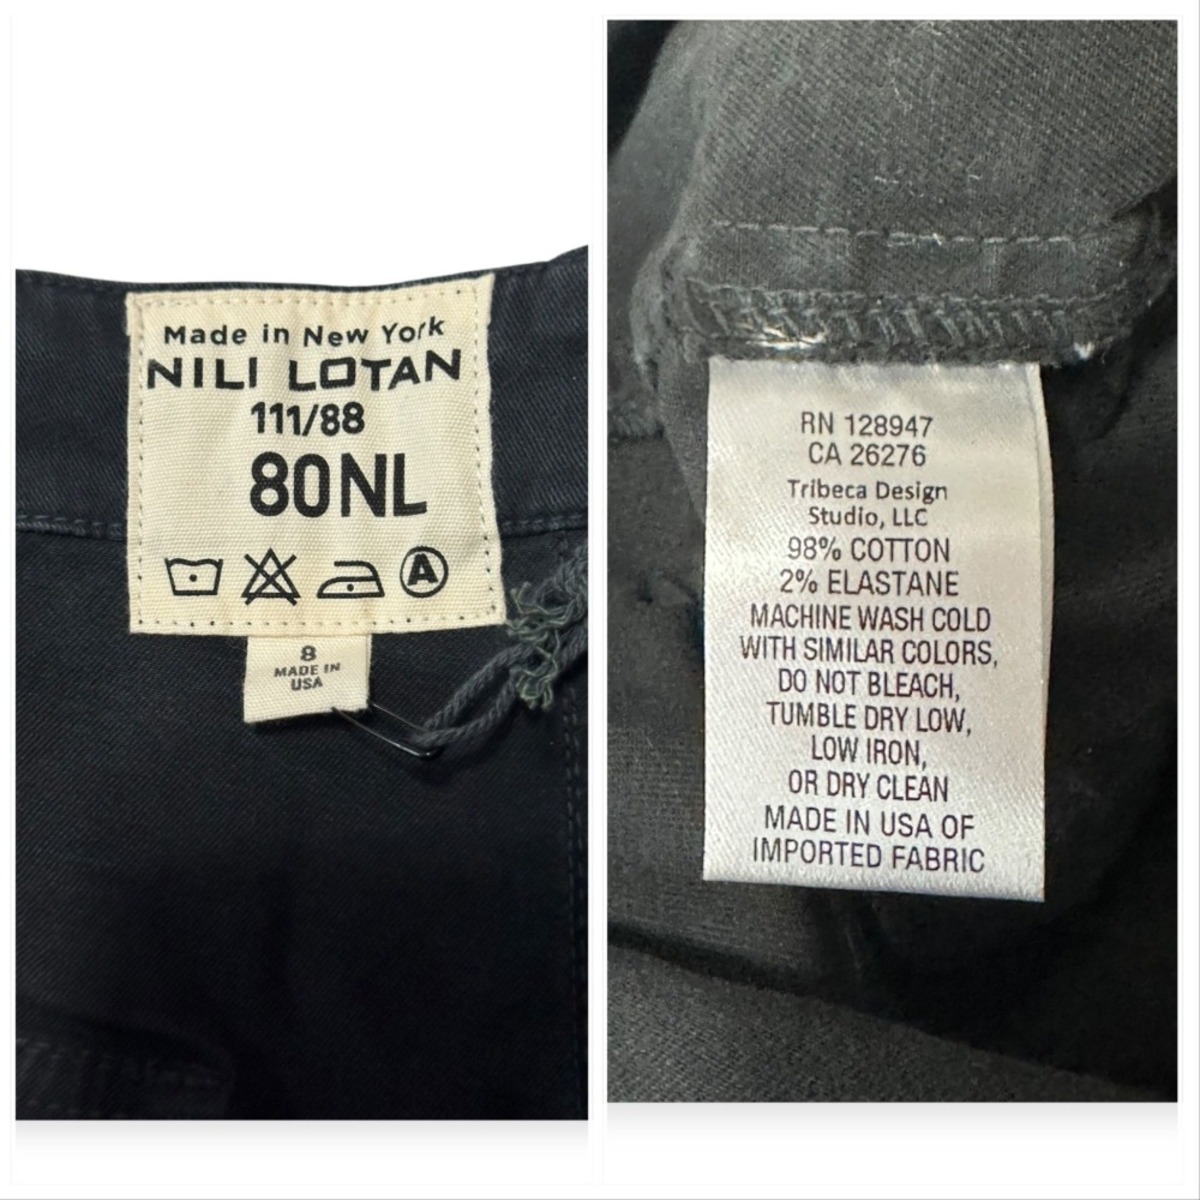 Made in New York
NILI LOTAN
111/88
80NL
A
8
MADE IN
USA
RN 128947
CA 26276
Tribeca Design
Studio, LLC
98% COTTON
2% ELASTANE
MACHINE WASH COLD
WITH SIMILAR COLORS,
DO NOT BLEACH,
TUMBLE DRY LOW,
LOW IRON,
OR DRY CLEAN
MADE IN USA OF
IMPORTED FABRIC